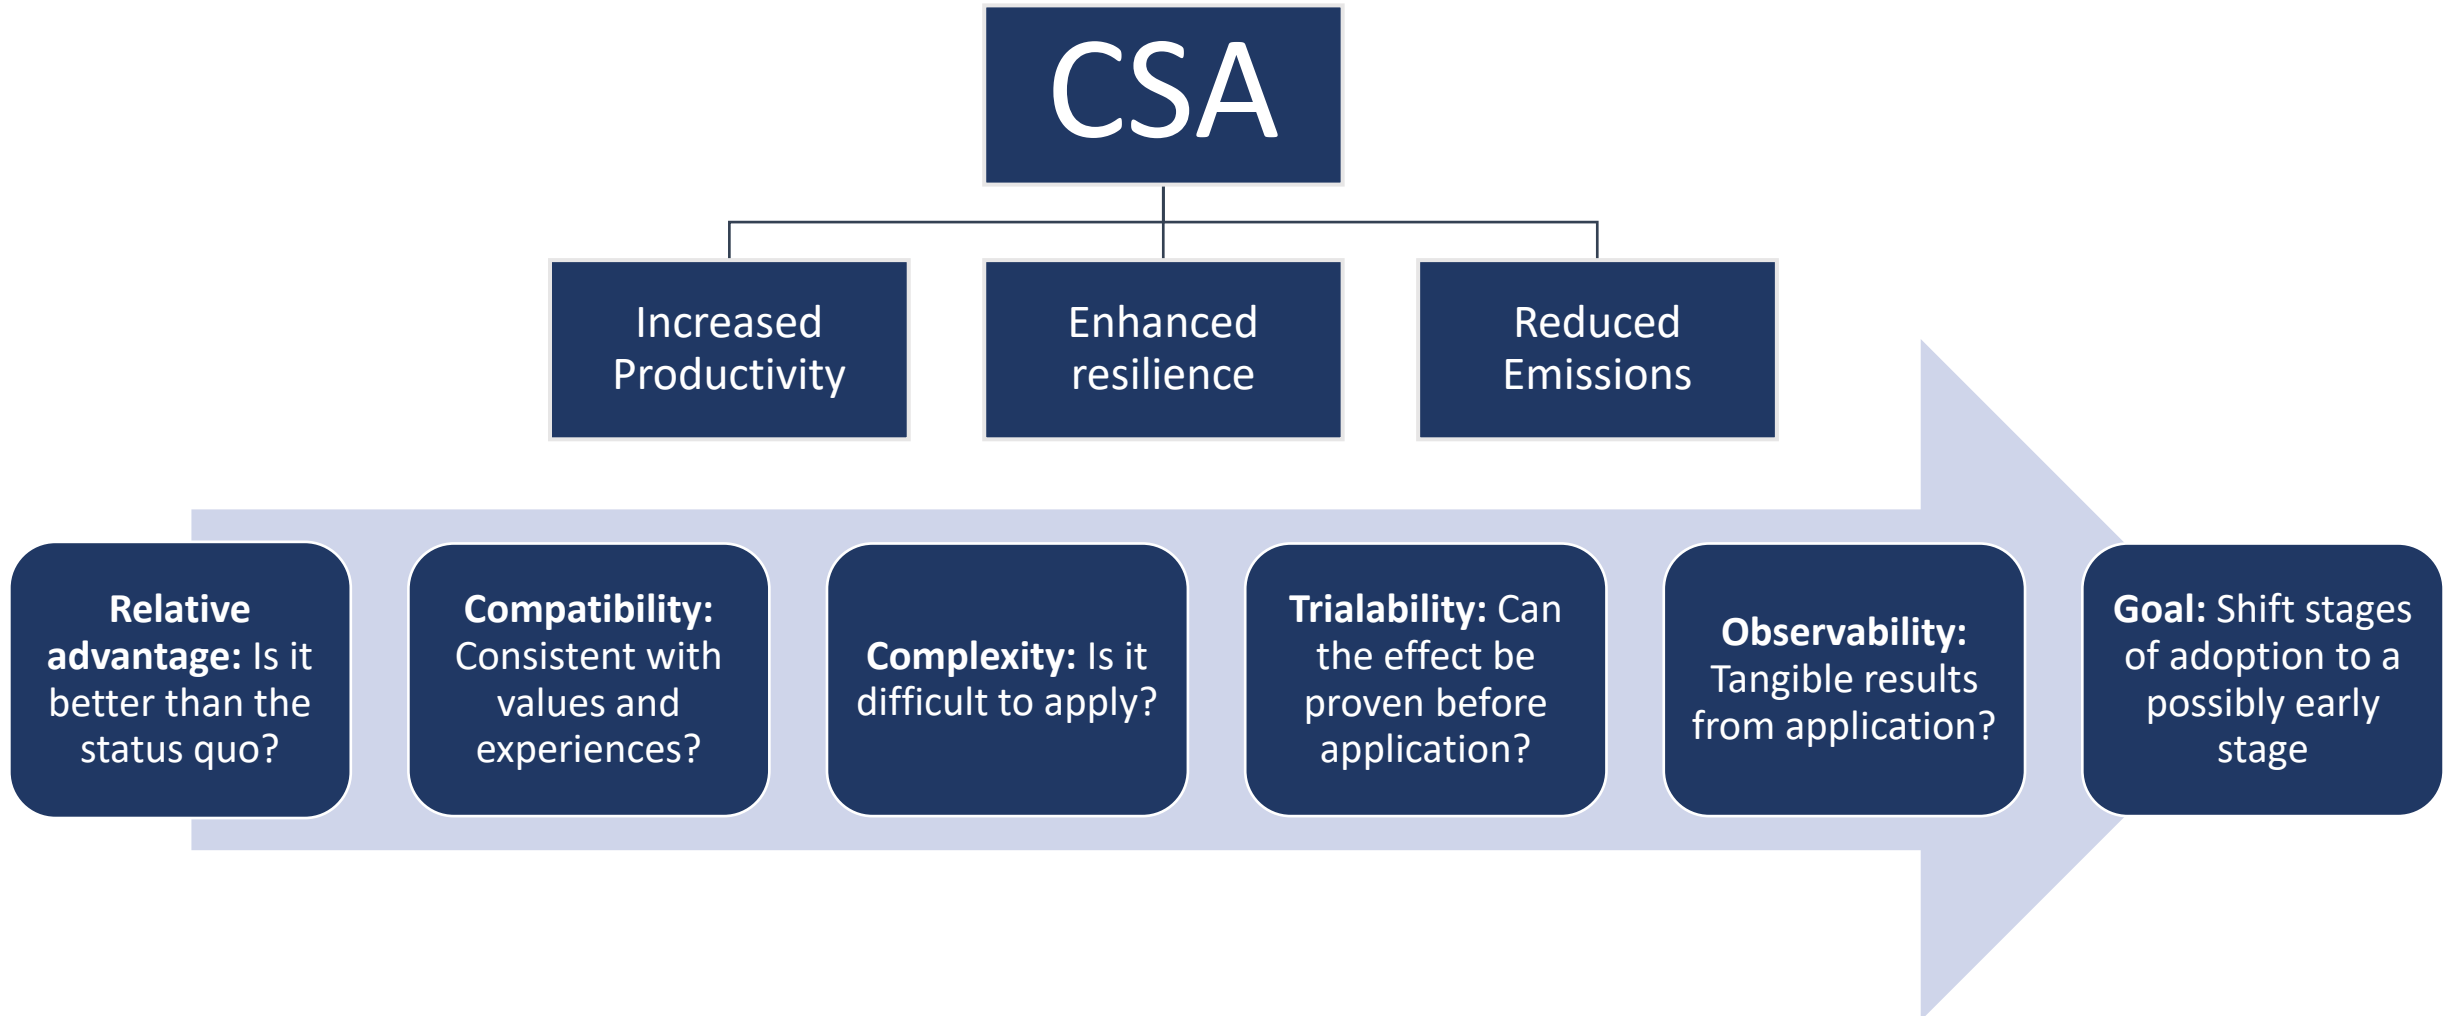 CSA
Increased
Productivity
Enhanced
resilience
Reduced
Emissions
Relative
advantage: Is it
better than the
status quo?
Compatibility:
Consistent with
values and
experiences?
Complexity: Is it
difficult to apply?
Trialability: Can
the effect be
proven before
application?
Observability:
Tangible results
from application?
Goal: Shift stages
of adoption to a
possibly early
stage